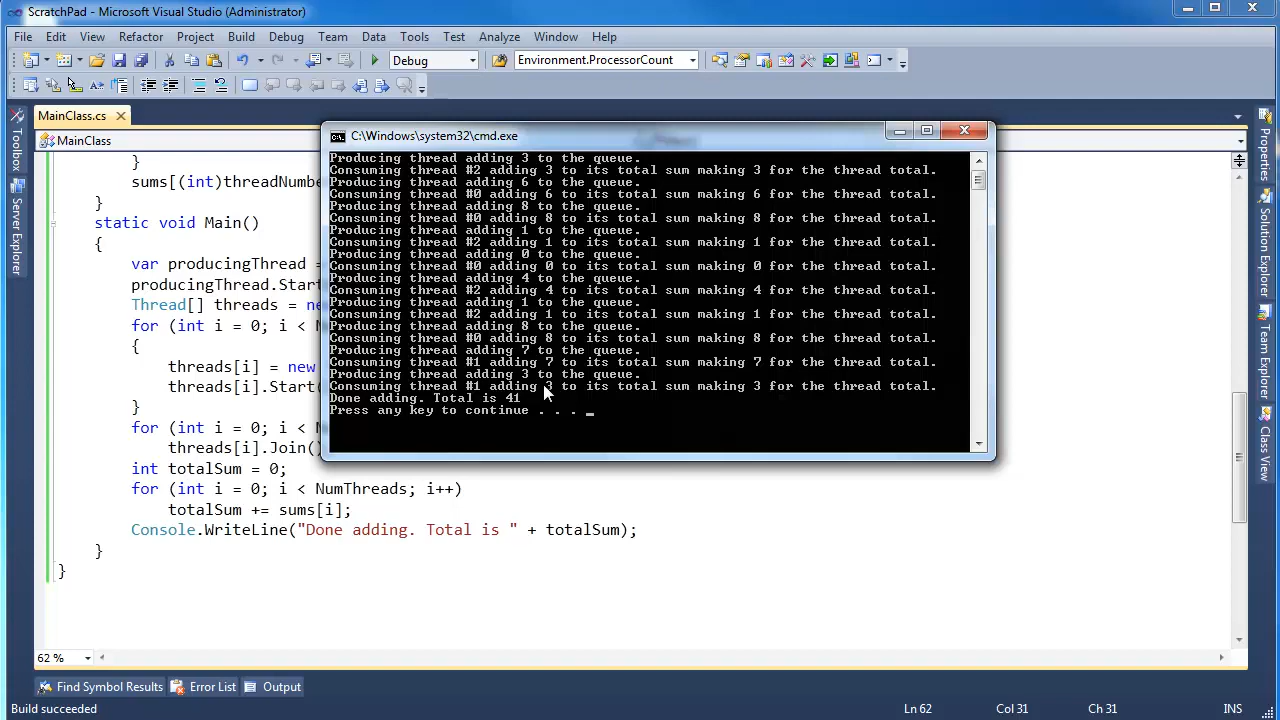 ScratchPad - Microsoft Visual Studio (Administrator)
File Edit View Refactor Project Build Debug Team Data Tools Test Analyze Window Help
Debug Environment.ProcessorCount
MainClass.cs
MainClass
Toolbox
Server Explorer
C:\Windows\system32\cmd.exe
Producing thread adding 3 to the queue.
Consuming thread #2 adding 3 to its total sum making 3 for the thread total.
Producing thread adding 6 to the queue.
Consuming thread #0 adding 6 to its total sum making 6 for the thread total.
Producing thread adding 8 to the queue.
Consuming thread #0 adding 8 to its total sum making 8 for the thread total.
Producing thread adding 1 to the queue.
Consuming thread #2 adding 1 to its total sum making 1 for the thread total.
Producing thread adding 0 to the queue.
Consuming thread #0 adding 0 to its total sum making 0 for the thread total.
Producing thread adding 4 to the queue.
Consuming thread #2 adding 4 to its total sum making 4 for the thread total.
Producing thread adding 1 to the queue.
Consuming thread #2 adding 1 to its total sum making 1 for the thread total.
Producing thread adding 8 to the queue.
Consuming thread #0 adding 8 to its total sum making 8 for the thread total.
Producing thread adding 7 to the queue.
Consuming thread #1 adding 7 to its total sum making 7 for the thread total.
Producing thread adding 3 to the queue.
Consuming thread #1 adding 3 to its total sum making 3 for the thread total.
Done adding. Total is 41
Press any key to continue . . . _
}
sums[(int)threadNumbe
}
static void Main()
{
var producingThread =
producingThread.Start
Thread[] threads = ne
for (int i = 0; i < N
{
threads[i] = new
threads[i].Start(
}
for (int i = 0; i < N
threads[i].Join()
int totalSum = 0;
for (int i = 0; i < NumThreads; i++)
totalSum += sums[i];
Console.WriteLine("Done adding. Total is " + totalSum);
}
}
Properties
Solution Explorer
Team Explorer
Class View
62 %
Find Symbol Results Error List Output
Build succeeded Ln 62 Col 31 Ch 31 INS